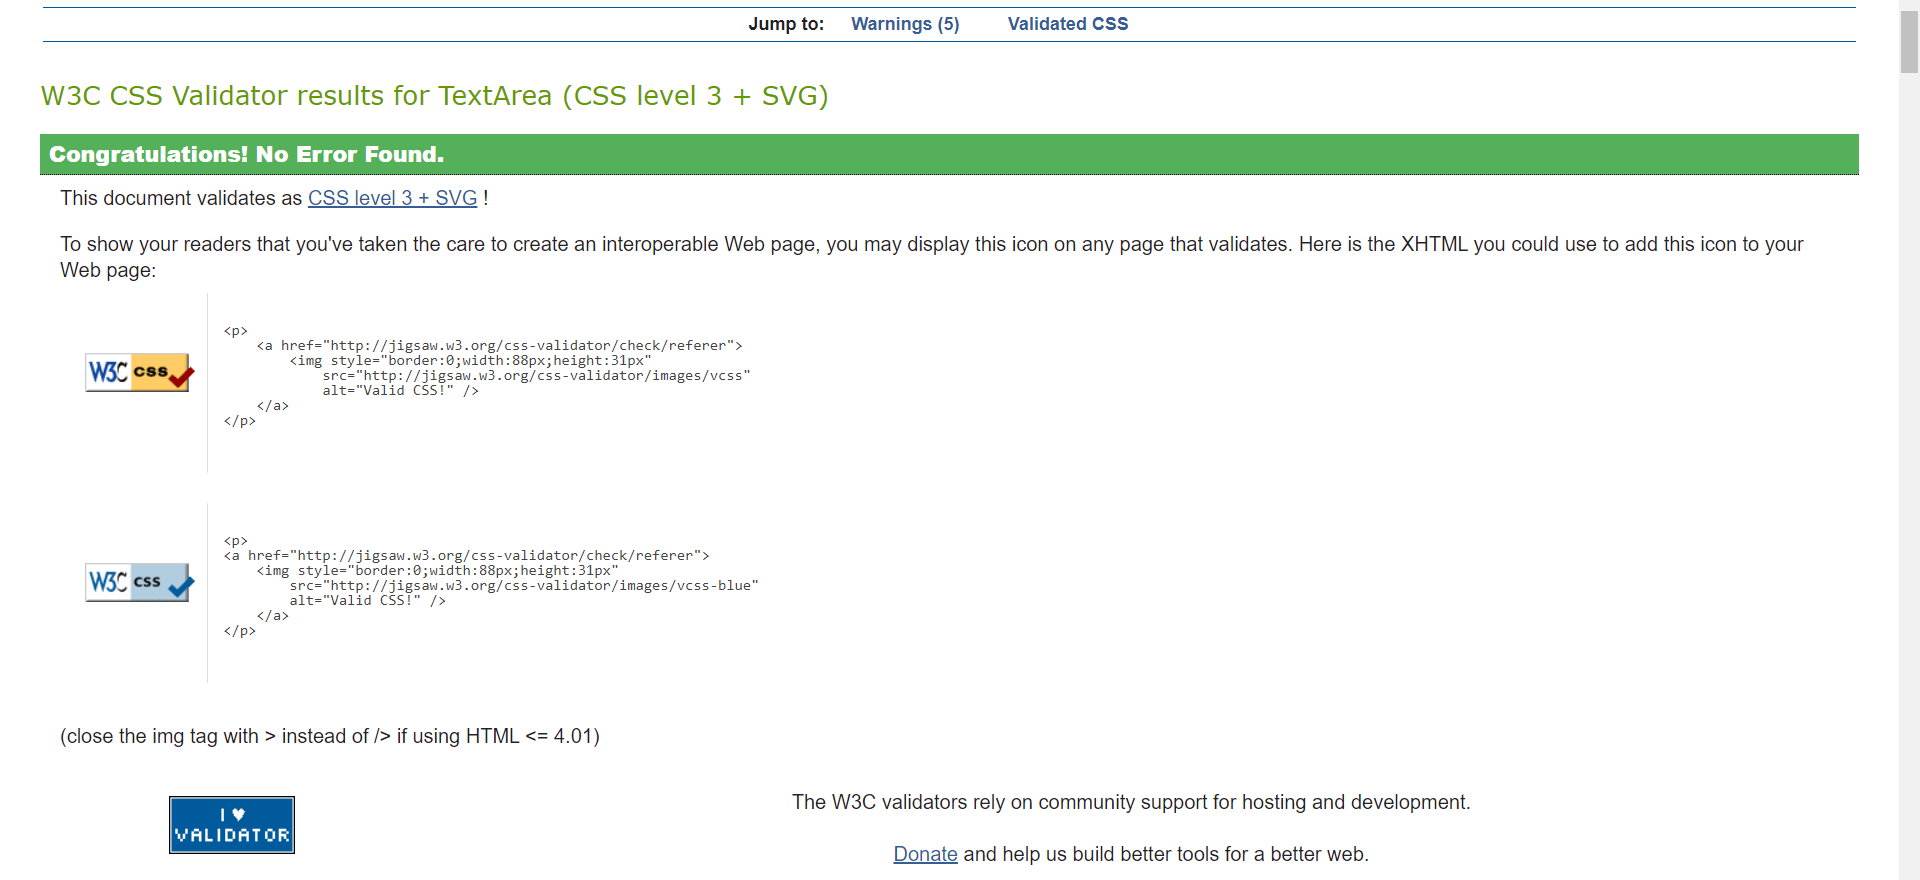 Jump to: Warnings (5) Validated CSS
W3C CSS Validator results for TextArea (CSS level 3 + SVG)
Congratulations! No Error Found.
This document validates as CSS level 3 + SVG !
To show your readers that you've taken the care to create an interoperable Web page, you may display this icon on any page that validates. Here is the XHTML you could use to add this icon to your
Web page:
W3C css
<p>
    <a href="http://jigsaw.w3.org/css-validator/check/referer">
        <img style="border:0;width:88px;height:31px"
            src="http://jigsaw.w3.org/css-validator/images/vcss"
            alt="Valid CSS!" />
    </a>
</p>
W3C css
<p>
<a href="http://jigsaw.w3.org/css-validator/check/referer">
    <img style="border:0;width:88px;height:31px"
        src="http://jigsaw.w3.org/css-validator/images/vcss-blue"
        alt="Valid CSS!" />
    </a>
</p>
(close the img tag with > instead of /> if using HTML <= 4.01)
I ♥
VALIDATOR
The W3C validators rely on community support for hosting and development.
Donate and help us build better tools for a better web.